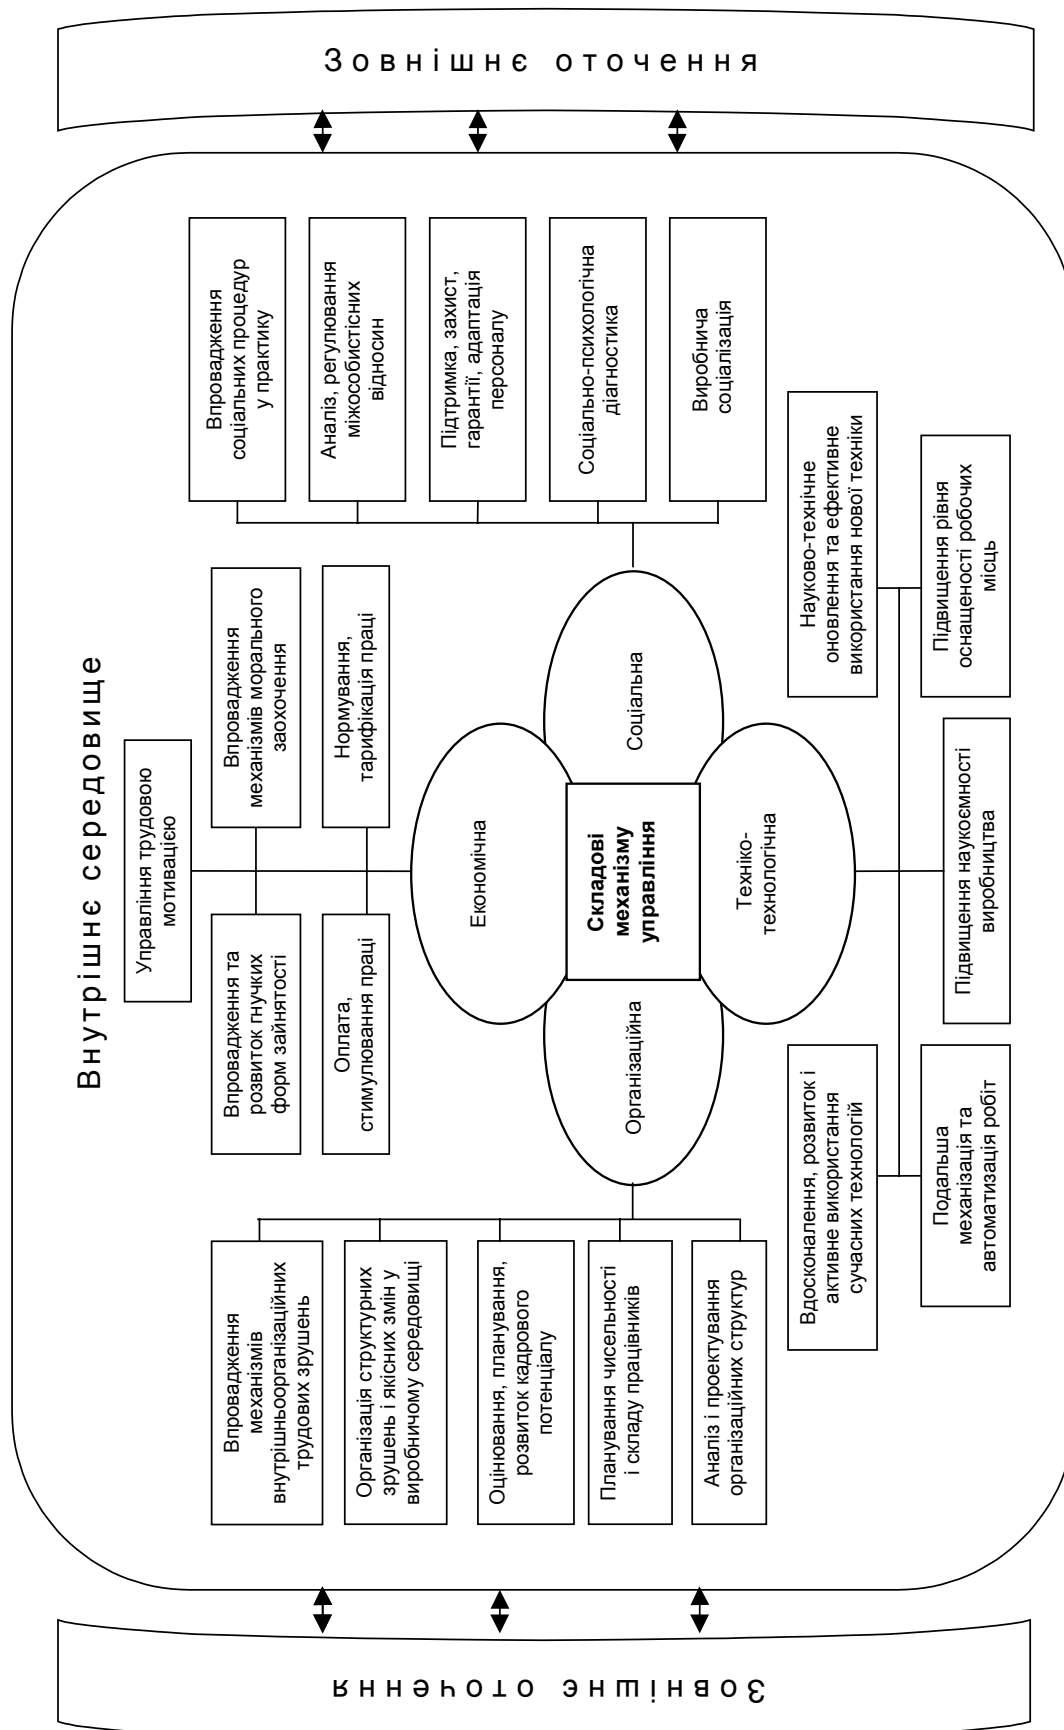 Зовнішнє оточення
Внутрішнє середовище
Управління трудовою
мотивацією
Впровадження та
розвиток гнучких
форм зайнятості
Впровадження
механізмів морального
заохочення
Оплата,
стимулювання праці
Нормування,
тарифікація праці
Економічна
Впровадження
механізмів
внутрішньоорганізаційних
трудових зрушень
Організація структурних
зрушень і якісних змін у
виробничому середовищі
Оцінювання, планування,
розвиток кадрового
потенціалу
Планування чисельності
і складу працівників
Аналіз і проектування
організаційних структур
Організаційна
Складові
механізму
управління
Соціальна
Впровадження
соціальних процедур
у практику
Аналіз, регулювання
міжособистісних
відносин
Підтримка, захист,
гарантії, адаптація
персоналу
Соціально-психологічна
діагностика
Виробнича
соціалізація
Техніко-
технологічна
Вдосконалення, розвиток і
активне використання
сучасних технологій
Науково-технічне
оновлення та ефективне
використання нової техніки
Подальша
механізація та
автоматизація робіт
Підвищення наукоємності
виробництва
Підвищення рівня
оснащеності робочих
місць
Зовнішнє оточення